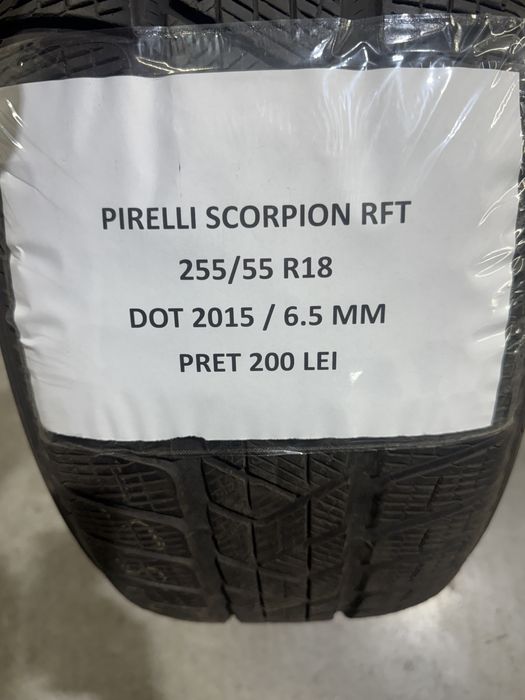 PIRELLI SCORPION RFT
255/55 R18
DOT 2015 / 6.5 MM
PRET 200 LEI